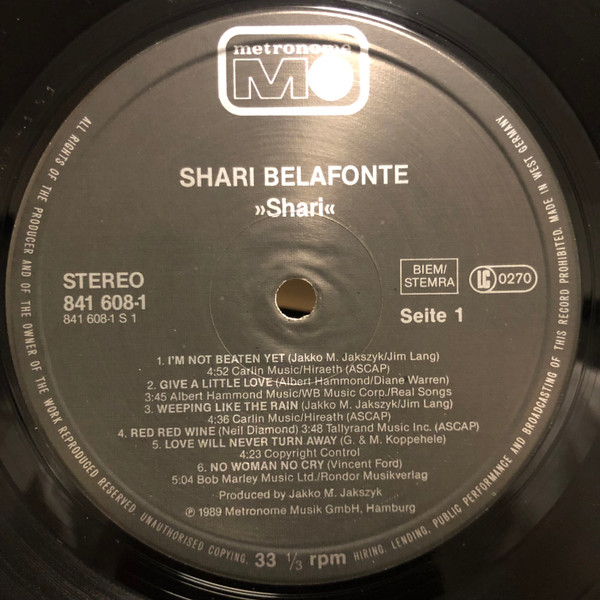 metronome
M
SHARI BELAFONTE
»Shari«
STEREO
841 608-1
841 608-1 S 1
BIEM/
STEMRA
LC 0270
Seite 1
1. I'M NOT BEATEN YET (Jakko M. Jakszyk/Jim Lang)
4:52 Carlin Music/Hiraeth (ASCAP)
2. GIVE A LITTLE LOVE (Albert Hammond/Diane Warren)
3:45 Albert Hammond Music/WB Music Corp./Real Songs
3. WEEPING LIKE THE RAIN (Jakko M. Jakszyk/Jim Lang)
4:36 Carlin Music/Hireath (ASCAP)
4. RED RED WINE (Neil Diamond) 3:48 Tallyrand Music Inc. (ASCAP)
5. LOVE WILL NEVER TURN AWAY (G. & M. Koppehele)
4:23 Copyright Control
6. NO WOMAN NO CRY (Vincent Ford)
5:04 Bob Marley Music Ltd./Rondor Musikverlag
Produced by Jakko M. Jakszyk
℗ 1989 Metronome Musik GmbH, Hamburg
33 1/3 rpm
ALL RIGHTS OF THE PRODUCER AND OF THE OWNER OF THE WORK REPRODUCED RESERVED. UNAUTHORISED COPYING, HIRING, LENDING, PUBLIC PERFORMANCE AND BROADCASTING OF THIS RECORD PROHIBITED. MADE IN WEST GERMANY